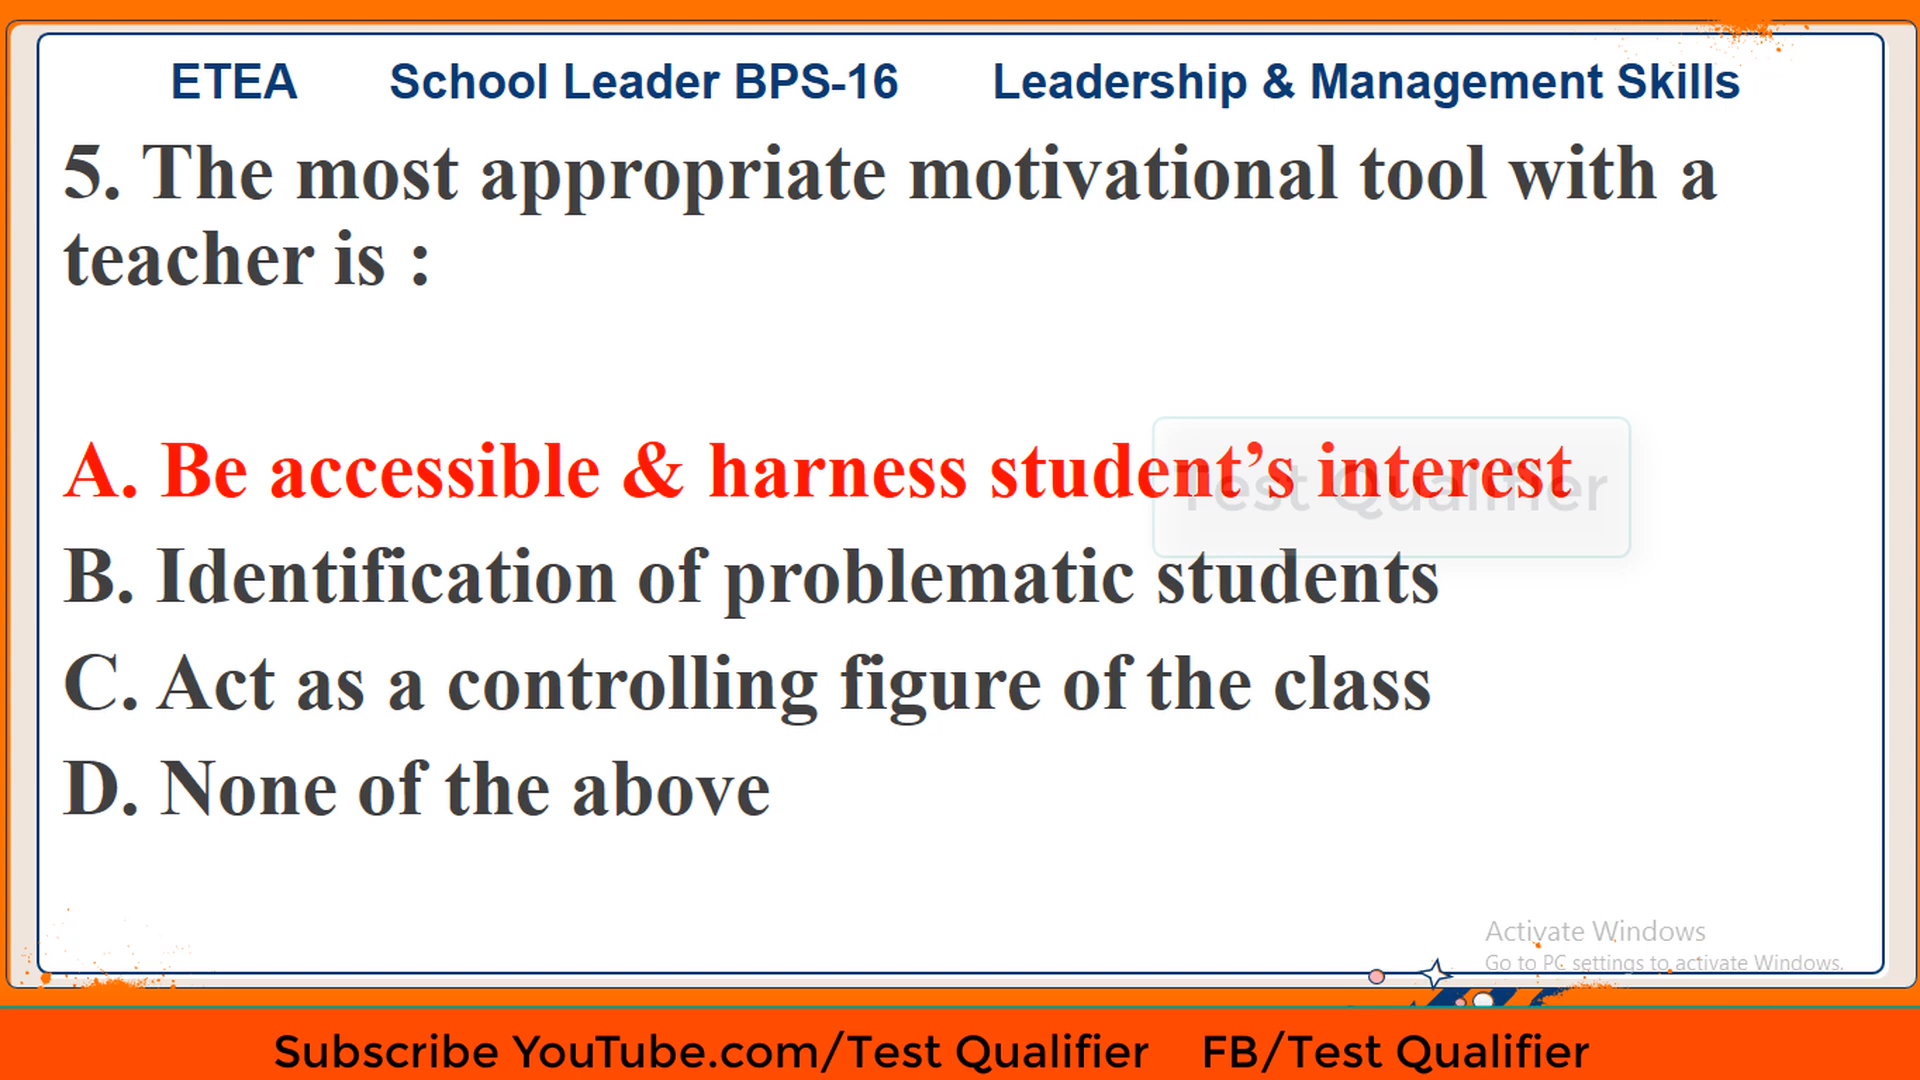 ETEA School Leader BPS-16 Leadership & Management Skills
5. The most appropriate motivational tool with a
teacher is :
A. Be accessible & harness student’s interest
Test Qualifier
B. Identification of problematic students
C. Act as a controlling figure of the class
D. None of the above
Activate Windows
Go to PC settings to activate Windows.
Subscribe YouTube.com/Test Qualifier FB/Test Qualifier